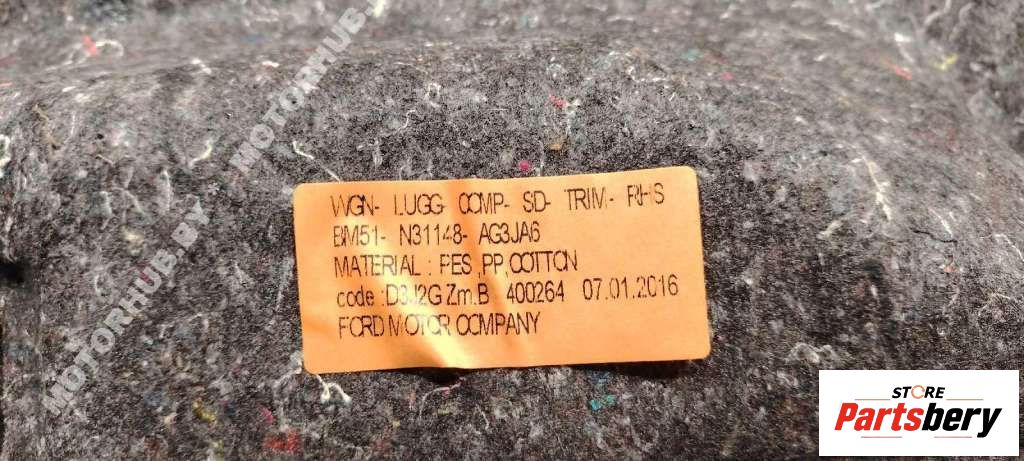 MOTORHUB.BY
MOTORHUB.BY
WGN- LUGG- COMP- SD- TRIM- RHS
BM51- N31148- AG3JA6
MATERIAL : PES ,PP, COTTON
code : D3J2G Zm.B 400264 07.01.2016
FORD MOTOR COMPANY
STORE
Partsbery